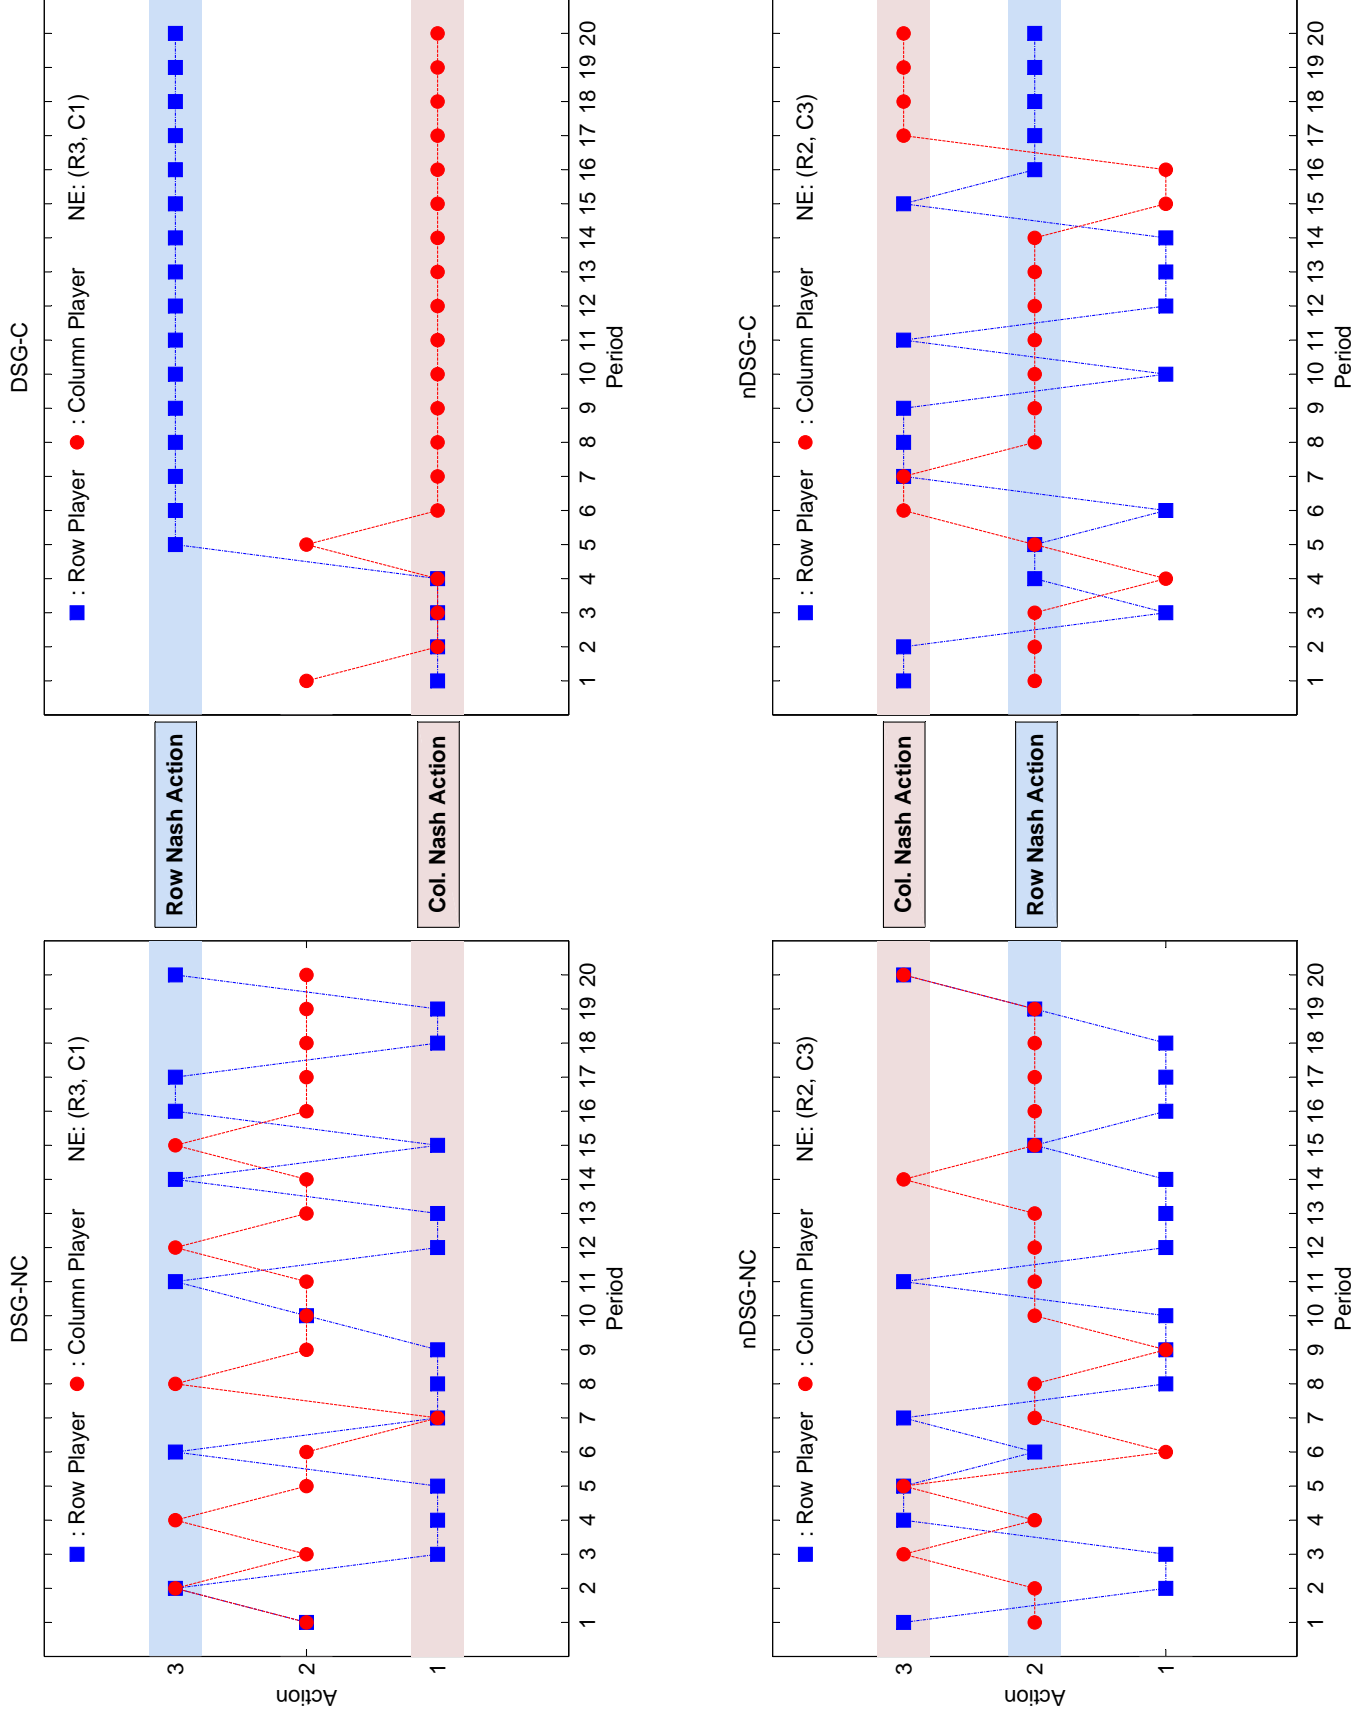 DSG-NC
: Row Player : Column Player NE: (R3, C1)
Action
3
2
1
1 2 3 4 5 6 7 8 9 10 11 12 13 14 15 16 17 18 19 20
Period
Row Nash Action
Col. Nash Action
DSG-C
: Row Player : Column Player NE: (R3, C1)
1 2 3 4 5 6 7 8 9 10 11 12 13 14 15 16 17 18 19 20
Period
nDSG-NC
: Row Player : Column Player NE: (R2, C3)
Action
3
2
1
1 2 3 4 5 6 7 8 9 10 11 12 13 14 15 16 17 18 19 20
Period
Col. Nash Action
Row Nash Action
nDSG-C
: Row Player : Column Player NE: (R2, C3)
1 2 3 4 5 6 7 8 9 10 11 12 13 14 15 16 17 18 19 20
Period